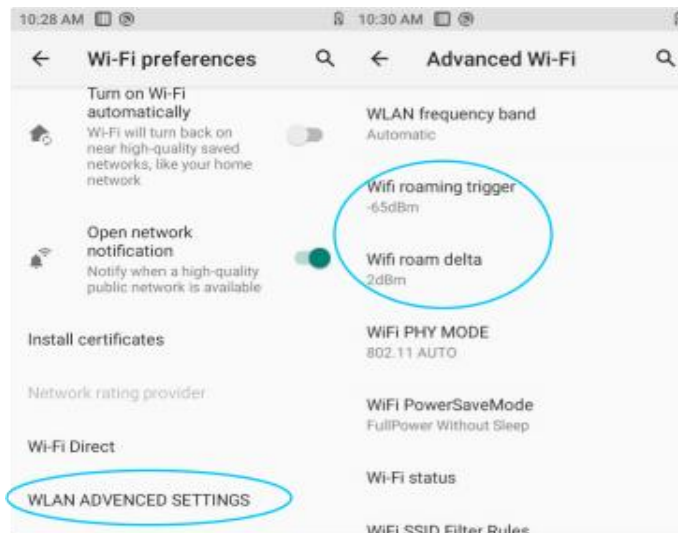 10:28 AM
Wi-Fi preferences
Turn on Wi-Fi
automatically
Wi-Fi will turn back on
near high-quality saved
networks, like your home
network
Open network
notification
Notify when a high-quality
public network is available
Install certificates
Network rating provider
Wi-Fi Direct
WLAN ADVENCED SETTINGS
10:30 AM
Advanced Wi-Fi
WLAN frequency band
Automatic
Wifi roaming trigger
-65dBm
Wifi roam delta
2dBm
WiFi PHY MODE
802.11 AUTO
WiFi PowerSaveMode
FullPower Without Sleep
Wi-Fi status
WiFi SSID Filter Rules